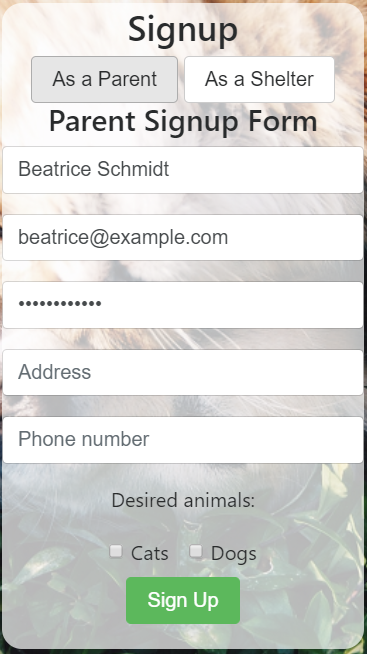 Signup
As a Parent As a Shelter
Parent Signup Form
Beatrice Schmidt
beatrice@example.com
••••••••••••
Address
Phone number
Desired animals:
Cats Dogs
Sign Up